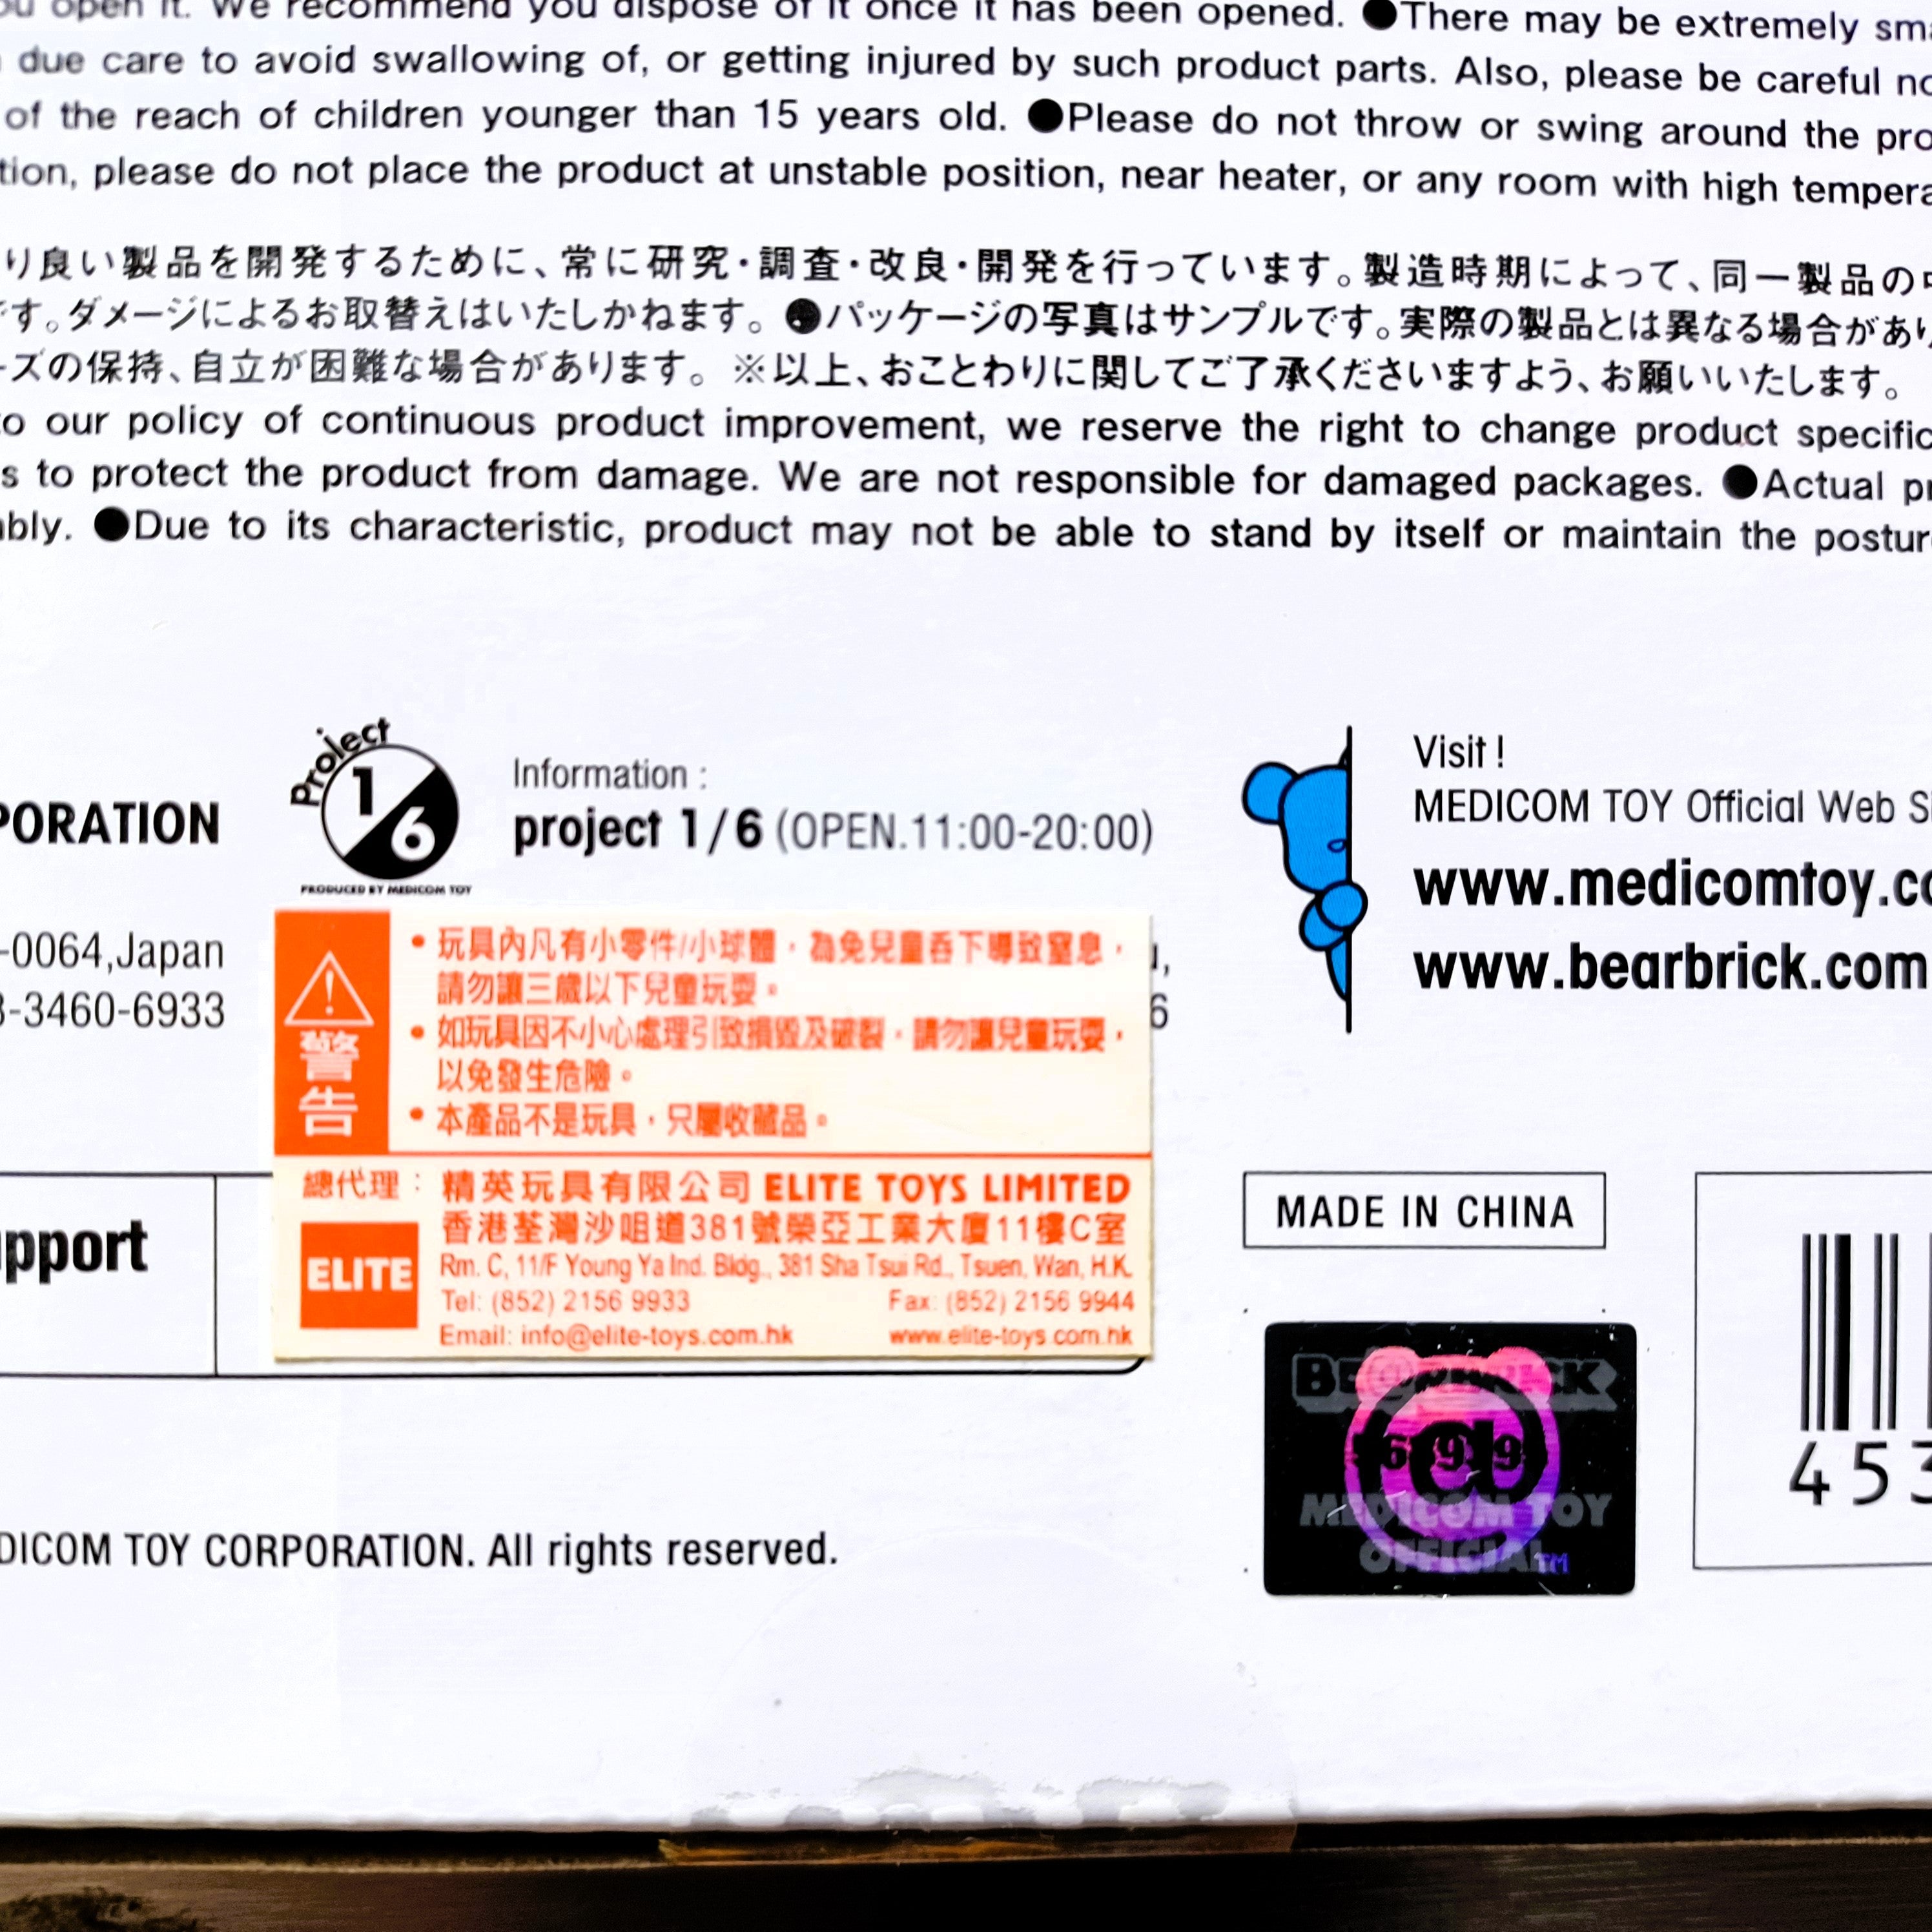 ou open it. We recommend you dispose of it once it has been opened. ●There may be extremely sm
due care to avoid swallowing of, or getting injured by such product parts. Also, please be careful no
of the reach of children younger than 15 years old. ●Please do not throw or swing around the pro
tion, please do not place the product at unstable position, near heater, or any room with high tempera
り良い製品を開発するために、常に研究・調査・改良・開発を行っています。製造時期によって、同一製品の中
す。ダメージによるお取替えはいたしかねます。●パッケージの写真はサンプルです。実際の製品とは異なる場合があり
ーズの保持、自立が困難な場合があります。※以上、おことわりに関してご了承くださいますよう、お願いいたします。
to our policy of continuous product improvement, we reserve the right to change product specific
s to protect the product from damage. We are not responsible for damaged packages. ●Actual pr
ably. ●Due to its characteristic, product may not be able to stand by itself or maintain the postur
PORATION
-0064,Japan
3-3460-6933
Project
1/6
PRODUCED BY MEDICOM TOY
Information :
project 1/6 (OPEN.11:00-20:00)
u,
6
Visit !
MEDICOM TOY Official Web S
www.medicomtoy.co
www.bearbrick.com
警告
• 玩具內凡有小零件/小球體，為免兒童吞下導致窒息，
請勿讓三歲以下兒童玩耍。
• 如玩具因不小心處理引致損毀及破裂，請勿讓兒童玩耍，
以免發生危險。
• 本產品不是玩具，只屬收藏品。
總代理： 精英玩具有限公司 ELITE TOYS LIMITED
香港荃灣沙咀道381號榮亞工業大廈11樓C室
Rm. C, 11/F Young Ya Ind. Bldg., 381 Sha Tsui Rd., Tsuen, Wan, H.K.
Tel: (852) 2156 9933 Fax: (852) 2156 9944
Email: info@elite-toys.com.hk www.elite-toys.com.hk
ELITE
pport
MADE IN CHINA
BE@RBRICK
MEDICOM TOY
OFFICIAL™
453
DICOM TOY CORPORATION. All rights reserved.